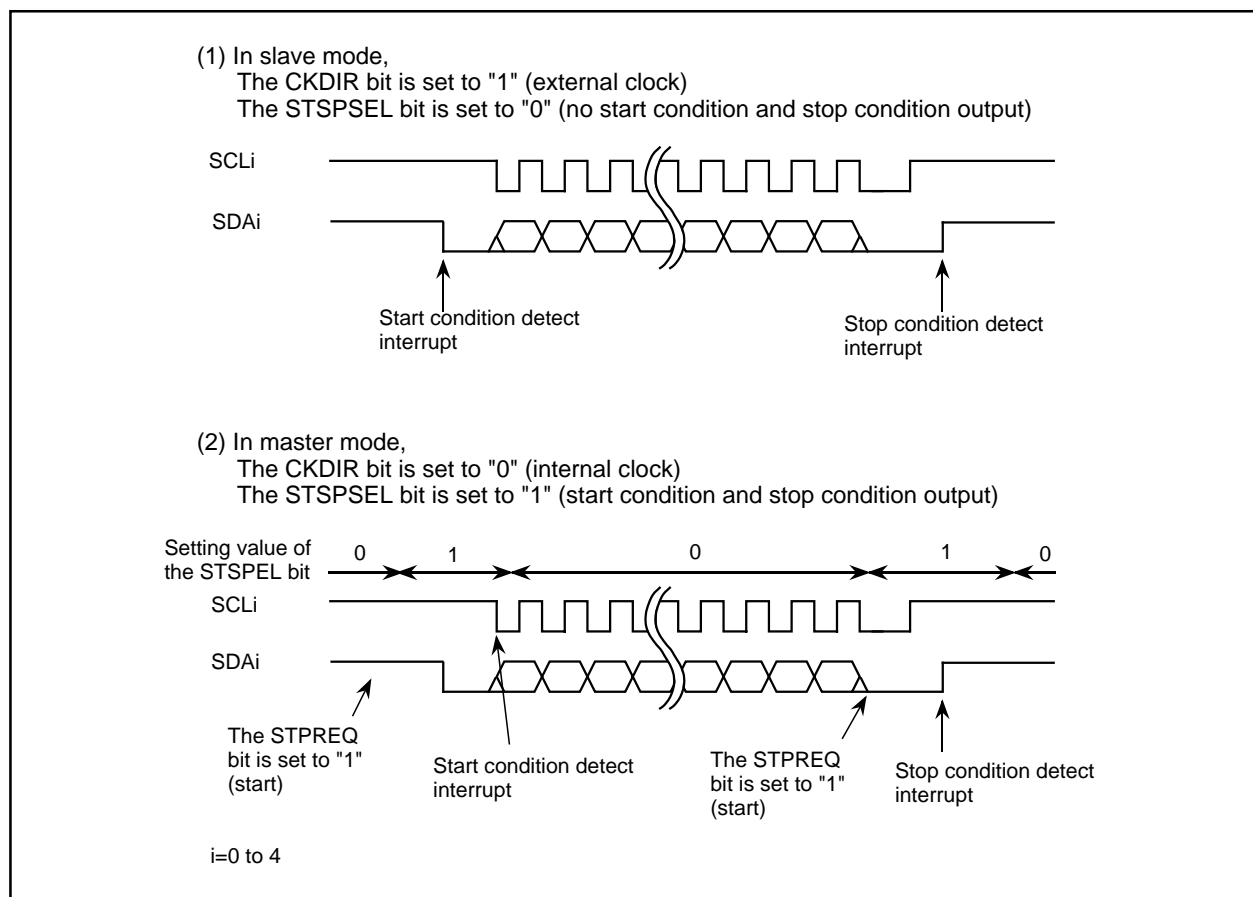 (1) In slave mode,
The CKDIR bit is set to "1" (external clock)
The STSPSEL bit is set to "0" (no start condition and stop condition output)
SCLi
SDAi
Start condition detect
interrupt
Stop condition detect
interrupt
(2) In master mode,
The CKDIR bit is set to "0" (internal clock)
The STSPSEL bit is set to "1" (start condition and stop condition output)
Setting value of
the STSPEL bit
0 1 0 1 0
SCLi
SDAi
The STPREQ
bit is set to "1"
(start)
Start condition detect
interrupt
The STPREQ
bit is set to "1"
(start)
Stop condition detect
interrupt
i=0 to 4